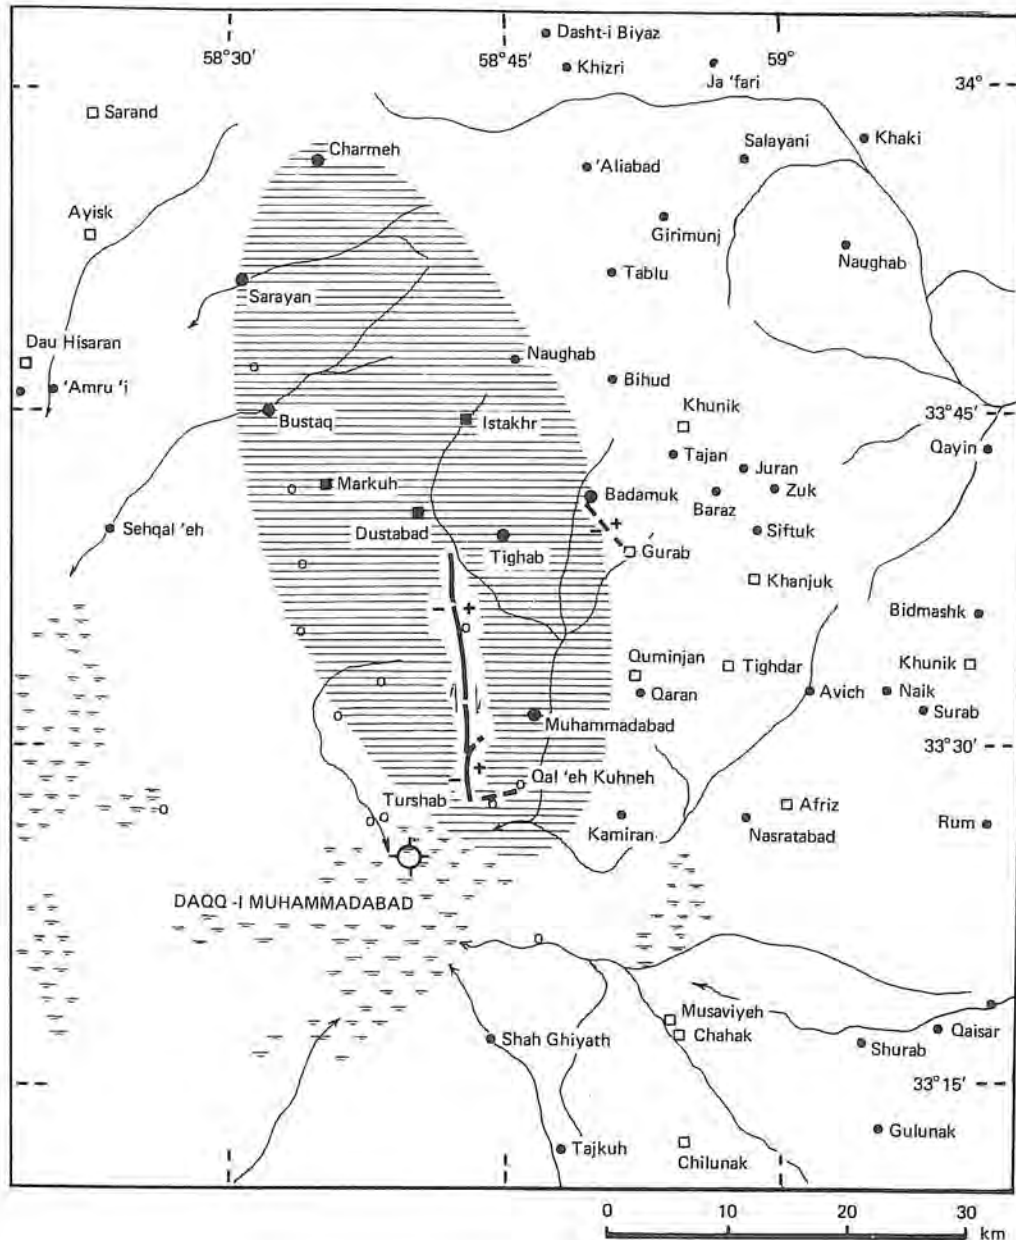 58°30′
58°45′
59°
34°
Dasht-i Biyaz
Khizri
Ja ‘fari
Sarand
Charmeh
‘Aliabad
Salayani
Khaki
Ayisk
Girimunj
Naughab
Sarayan
Tablu
Dau Hisaran
‘Amru ‘i
Naughab
Bihud
Bustaq
Istakhr
Khunik
33°45′
Qayin
Tajan
Juran
Markuh
Badamuk
Baraz
Zuk
Sehqal ‘eh
Dustabad
Tighab
Siftuk
Gurab
Khanjuk
Bidmashk
Quminjan
Tighdar
Khunik
Qaran
Avich
Naik
Surab
Muhammadabad
33°30′
Qal ‘eh Kuhneh
Turshab
Kamiran
Afriz
Nasratabad
Rum
DAQQ -I MUHAMMADABAD
Musaviyeh
Chahak
Qaisar
Shah Ghiyath
Shurab
33°15′
Tajkuh
Chilunak
Gulunak
0 10 20 30
km